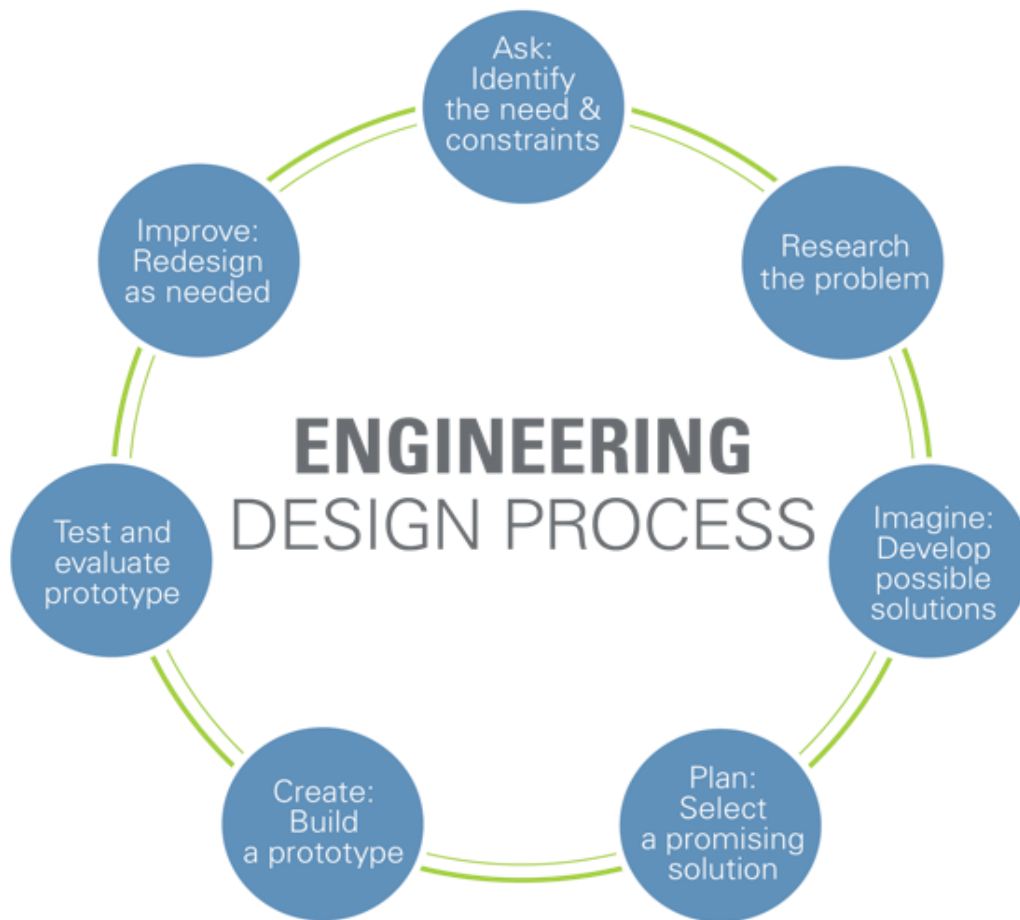 Ask:
Identify
the need &
constraints
Research
the problem
Imagine:
Develop
possible
solutions
Plan:
Select
a promising
solution
Create:
Build
a prototype
Test and
evaluate
prototype
Improve:
Redesign
as needed
ENGINEERING
DESIGN PROCESS